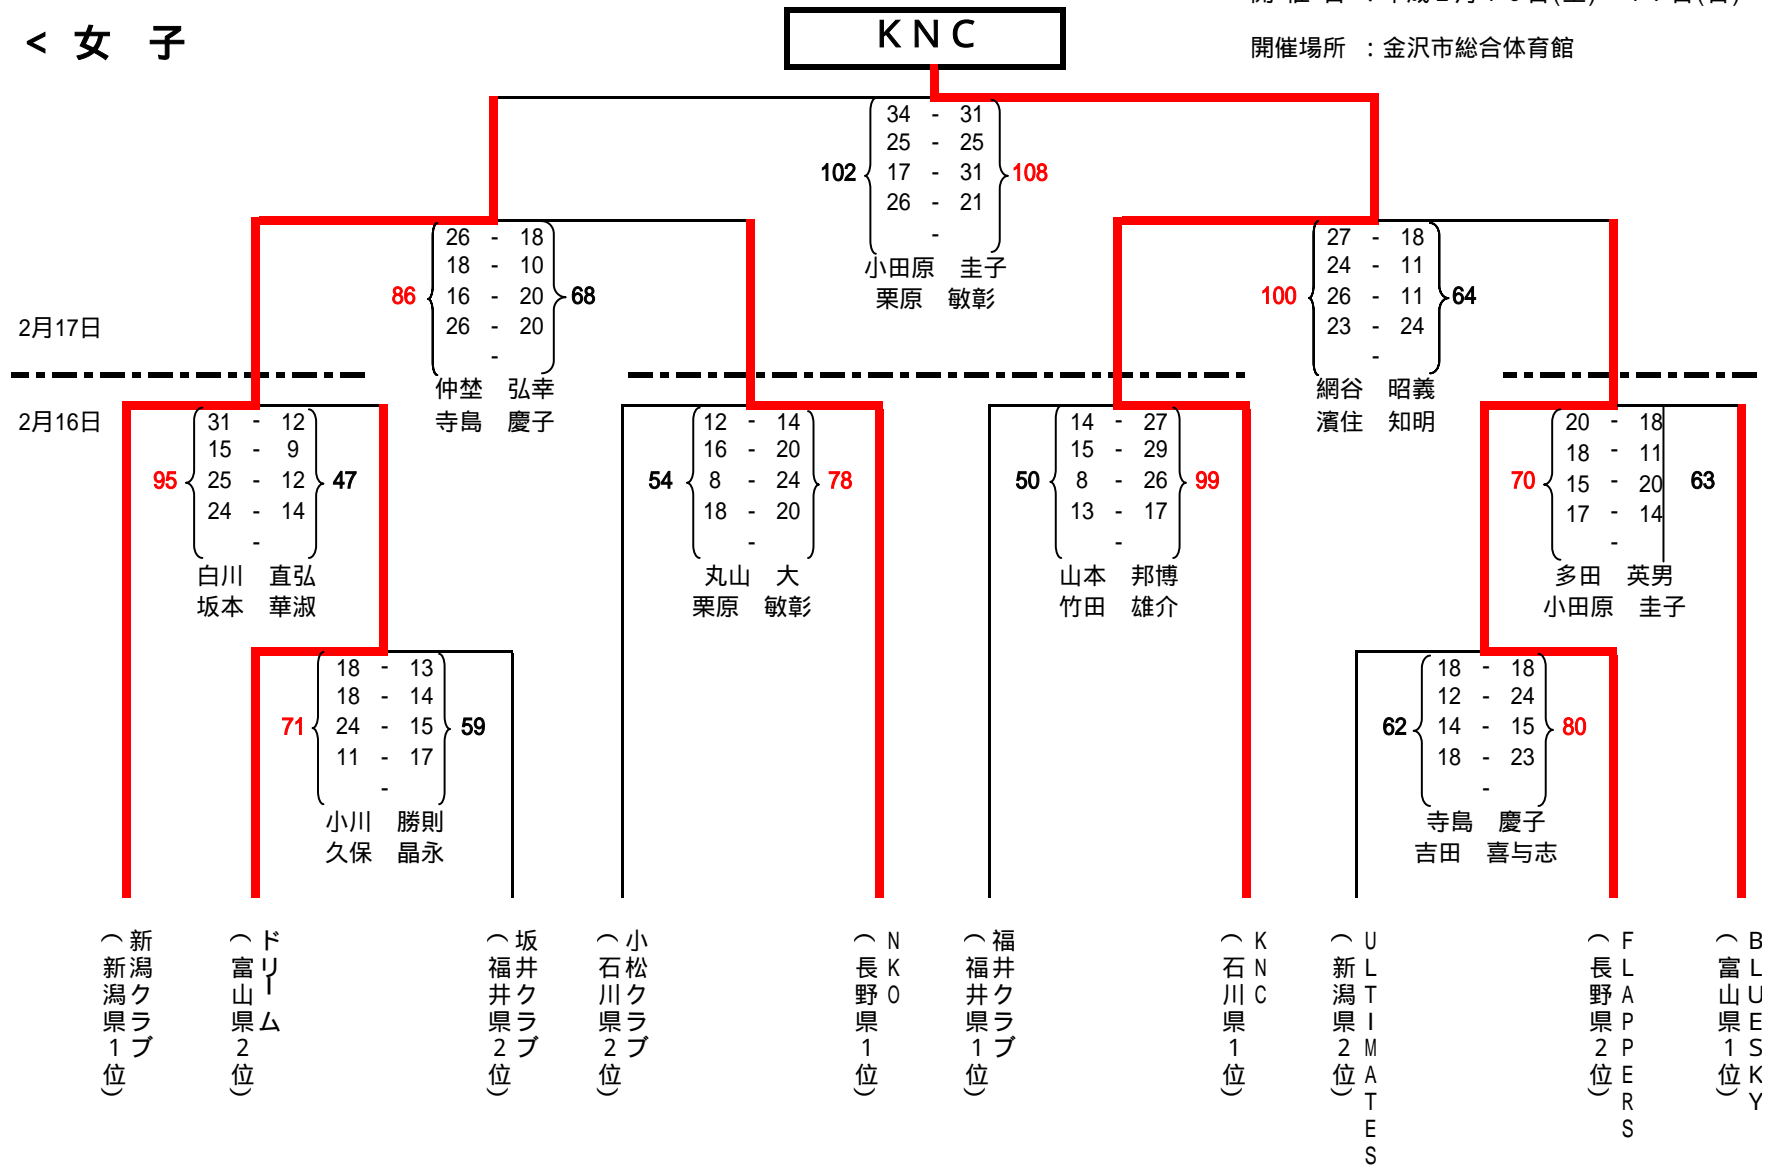 < 女　子
KNC
開催場所　：金沢市総合体育館
34 - 31
25 - 25
102 17 - 31 108
26 - 21
-
小田原　圭子
栗原　敏彰
26 - 18
18 - 10
86 16 - 20 68
26 - 20
-
仲埜　弘幸
寺島　慶子
27 - 18
24 - 11
100 26 - 11 64
23 - 24
-
網谷　昭義
濱住　知明
2月17日
2月16日
31 - 12
15 - 9
95 25 - 12 47
24 - 14
-
白川　直弘
坂本　華淑
12 - 14
16 - 20
54 8 - 24 78
18 - 20
-
丸山　大
栗原　敏彰
14 - 27
15 - 29
50 8 - 26 99
13 - 17
-
山本　邦博
竹田　雄介
20 - 18
18 - 11
70 15 - 20 63
17 - 14
-
多田　英男
小田原　圭子
18 - 13
18 - 14
71 24 - 15 59
11 - 17
-
小川　勝則
久保　晶永
18 - 18
12 - 24
62 14 - 15 80
18 - 23
-
寺島　慶子
吉田　喜与志
新潟クラブ
（新潟県1位）
ドリーム
（富山県2位）
坂井クラブ
（福井県2位）
小松クラブ
（石川県2位）
NKO
（長野県1位）
福井クラブ
（福井県1位）
KNC
（石川県1位）
ULTIMATES
（新潟県2位）
FLAPPERS
（長野県2位）
BLUESKY
（富山県1位）